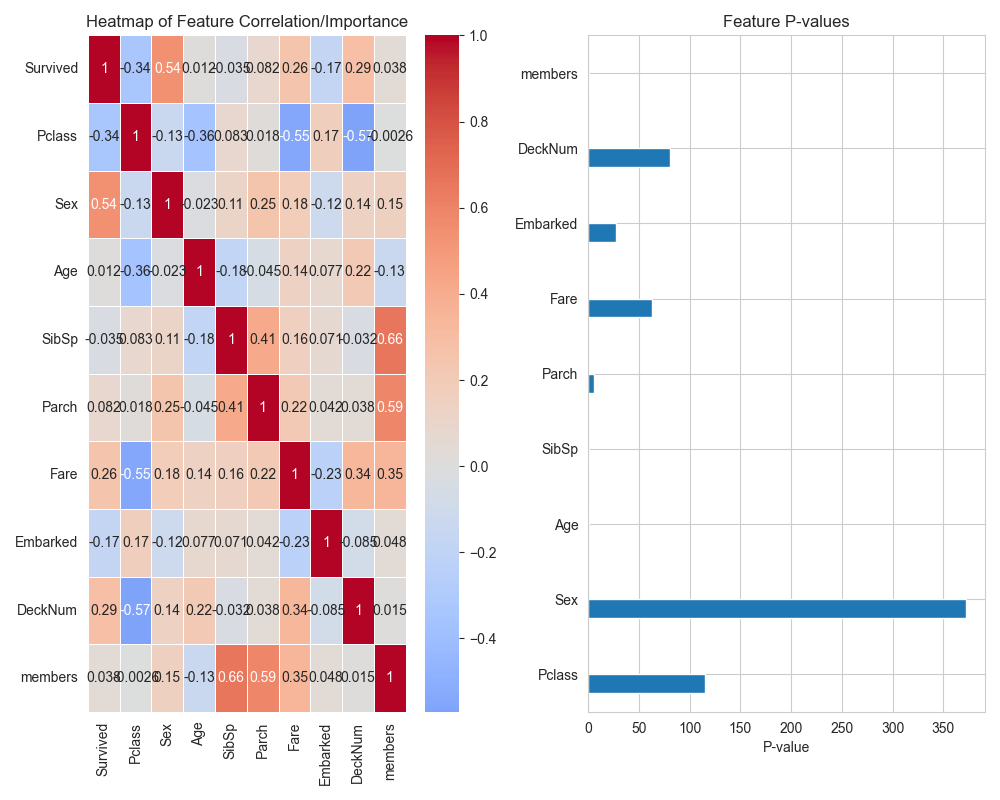 Heatmap of Feature Correlation/Importance
Survived 1 -0.34 0.54 0.012 -0.035 0.082 0.26 -0.17 0.29 0.038
Pclass -0.34 1 -0.13 -0.36 0.083 0.018 -0.55 0.17 -0.57 -0.0026
Sex 0.54 -0.13 1 -0.023 0.11 0.25 0.18 -0.12 0.14 0.15
Age 0.012 -0.36 -0.023 1 -0.18 -0.045 0.14 0.077 0.22 -0.13
SibSp -0.035 0.083 0.11 -0.18 1 0.41 0.16 0.071 -0.032 0.66
Parch 0.082 0.018 0.25 -0.045 0.41 1 0.22 0.042 0.038 0.59
Fare 0.26 -0.55 0.18 0.14 0.16 0.22 1 -0.23 0.34 0.35
Embarked -0.17 0.17 -0.12 0.077 0.071 0.042 -0.23 1 -0.085 0.048
DeckNum 0.29 -0.57 0.14 0.22 -0.032 0.038 0.34 -0.085 1 0.015
members 0.038 -0.0026 0.15 -0.13 0.66 0.59 0.35 0.048 0.015 1
Survived Pclass Sex Age SibSp Parch Fare Embarked DeckNum members
1.0
0.8
0.6
0.4
0.2
0.0
−0.2
−0.4
Feature P-values
members
DeckNum
Embarked
Fare
Parch
SibSp
Age
Sex
Pclass
0 50 100 150 200 250 300 350
P-value